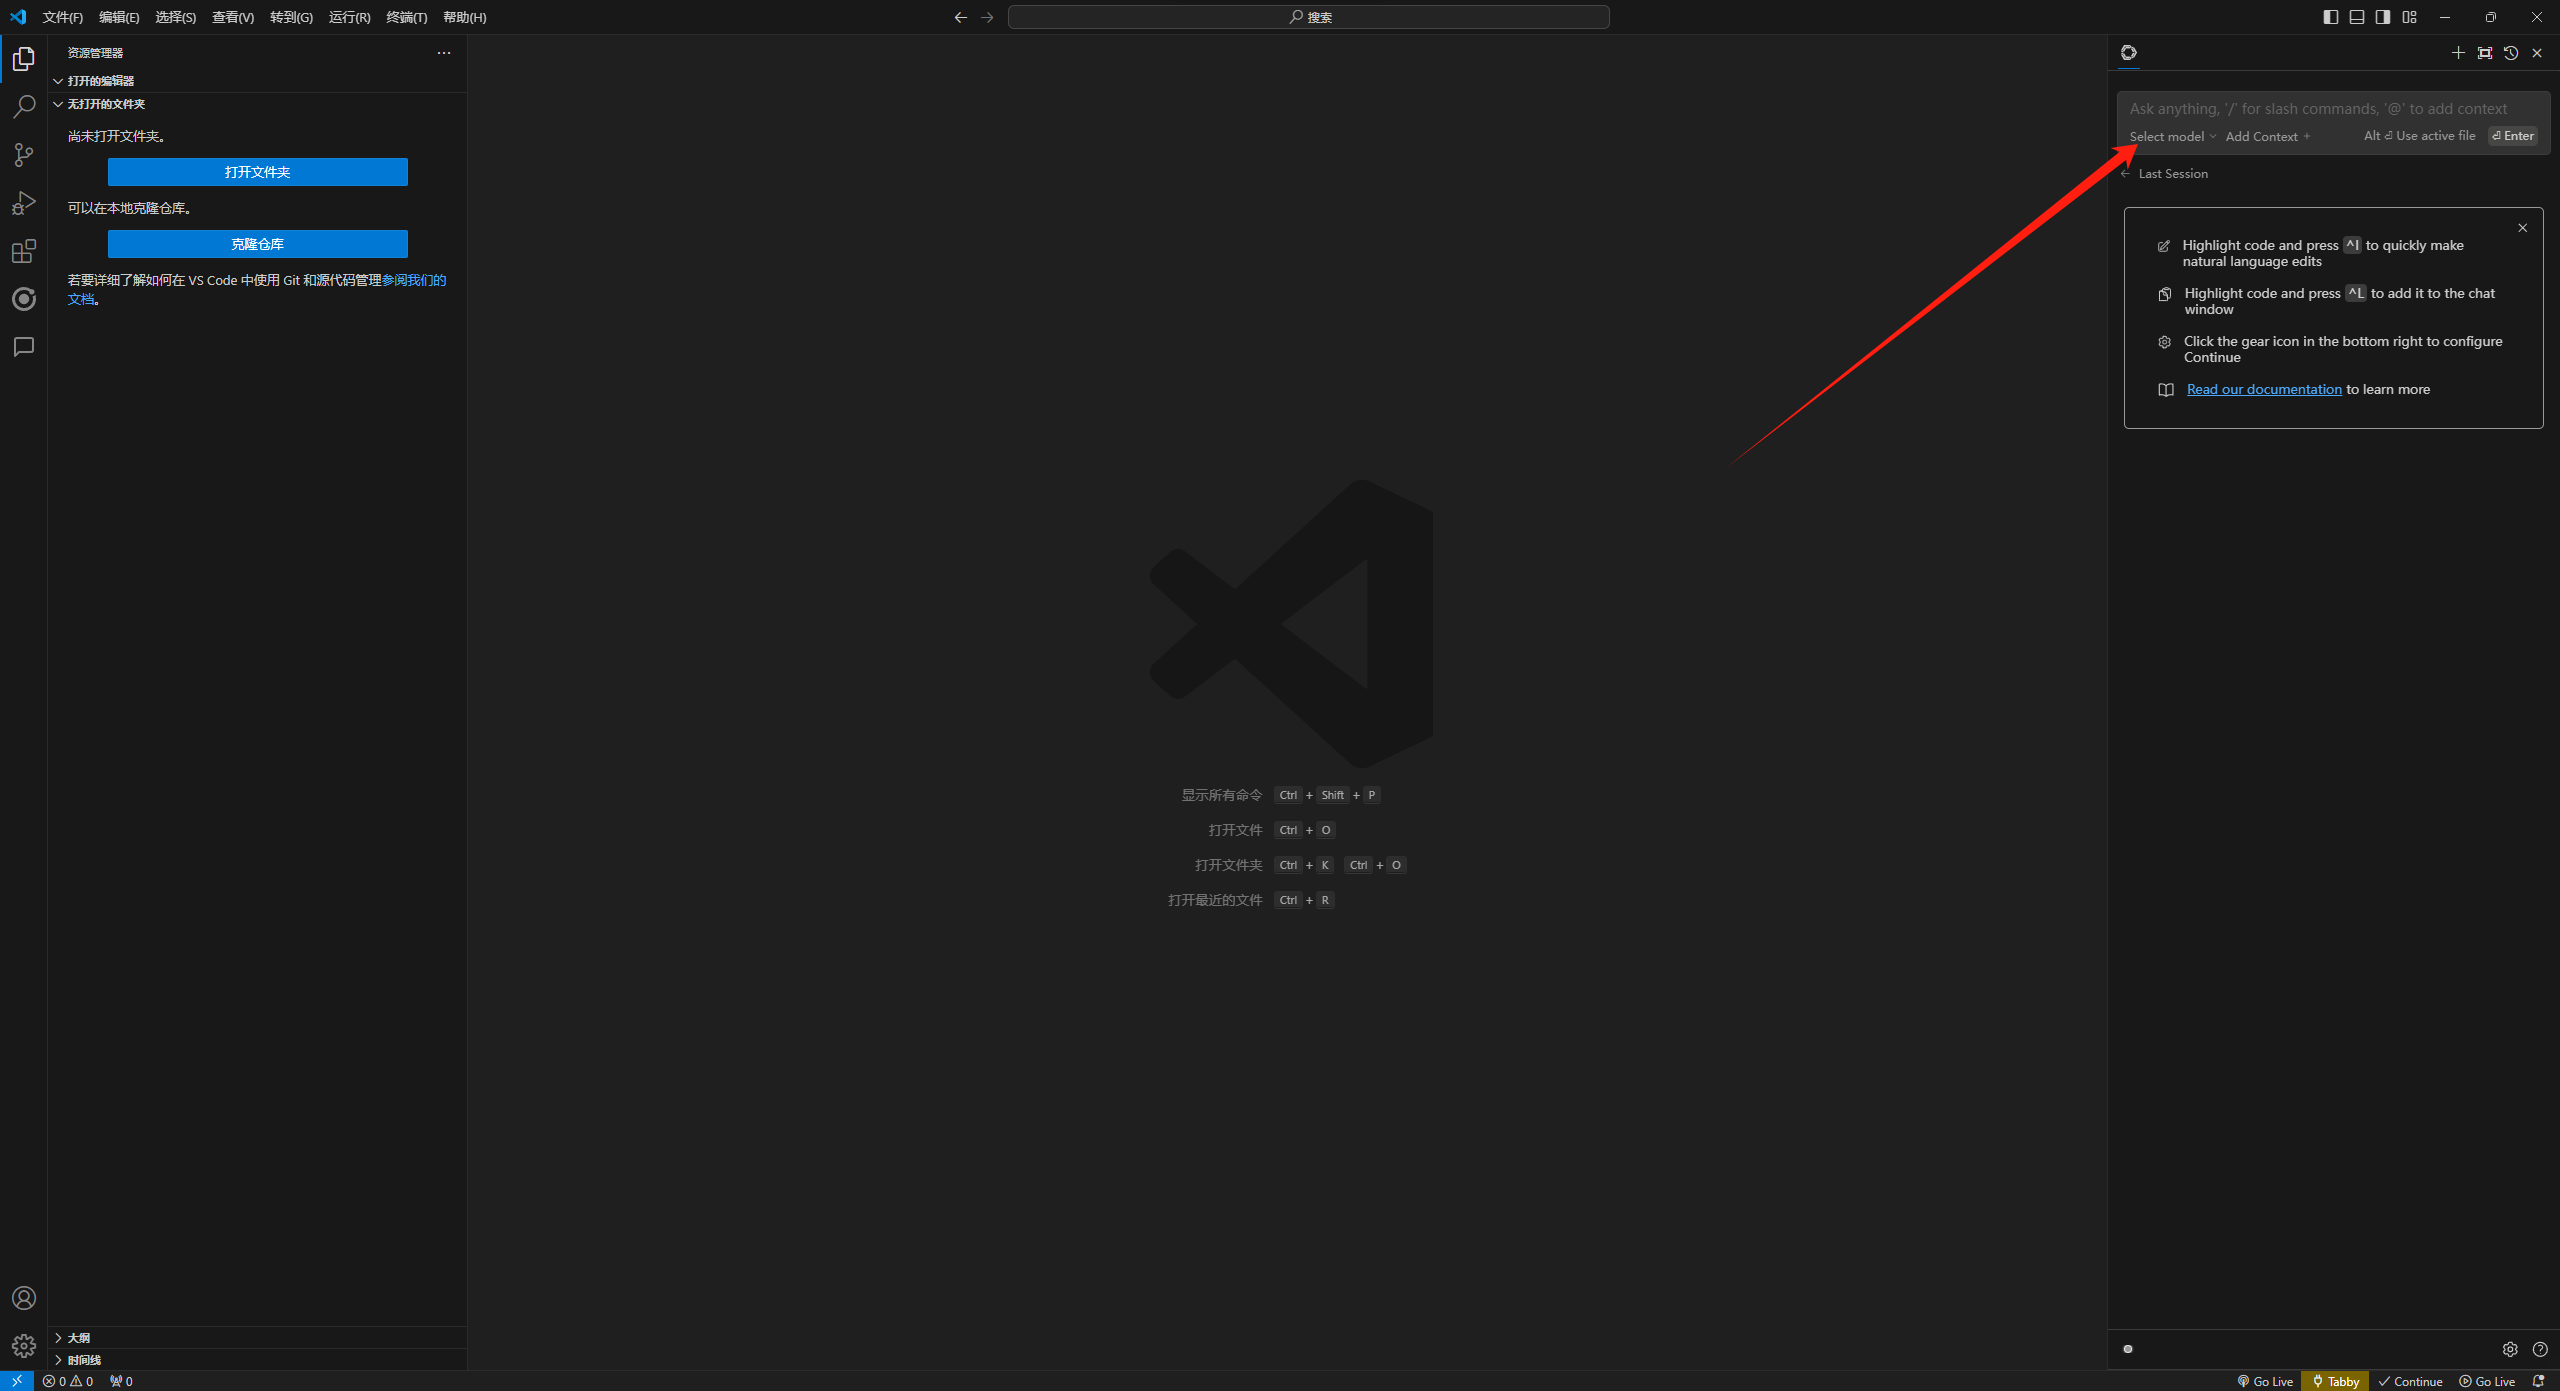 文件(F) 编辑(E) 选择(S) 查看(V) 转到(G) 运行(R) 终端(T) 帮助(H)
搜索
资源管理器
打开的编辑器
无打开的文件夹
尚未打开文件夹。
打开文件夹
可以在本地克隆仓库。
克隆仓库
若要详细了解如何在 VS Code 中使用 Git 和源代码管理参阅我们的
文档。
大纲
时间线
显示所有命令 Ctrl + Shift + P
打开文件 Ctrl + O
打开文件夹 Ctrl + K Ctrl + O
打开最近的文件 Ctrl + R
Ask anything, '/' for slash commands, '@' to add context
Select model Add Context + Alt ⏎ Use active file ⏎ Enter
Last Session
Highlight code and press ^I to quickly make
natural language edits
Highlight code and press ^L to add it to the chat
window
Click the gear icon in the bottom right to configure
Continue
Read our documentation to learn more
0 0 0
Go Live Tabby Continue Go Live